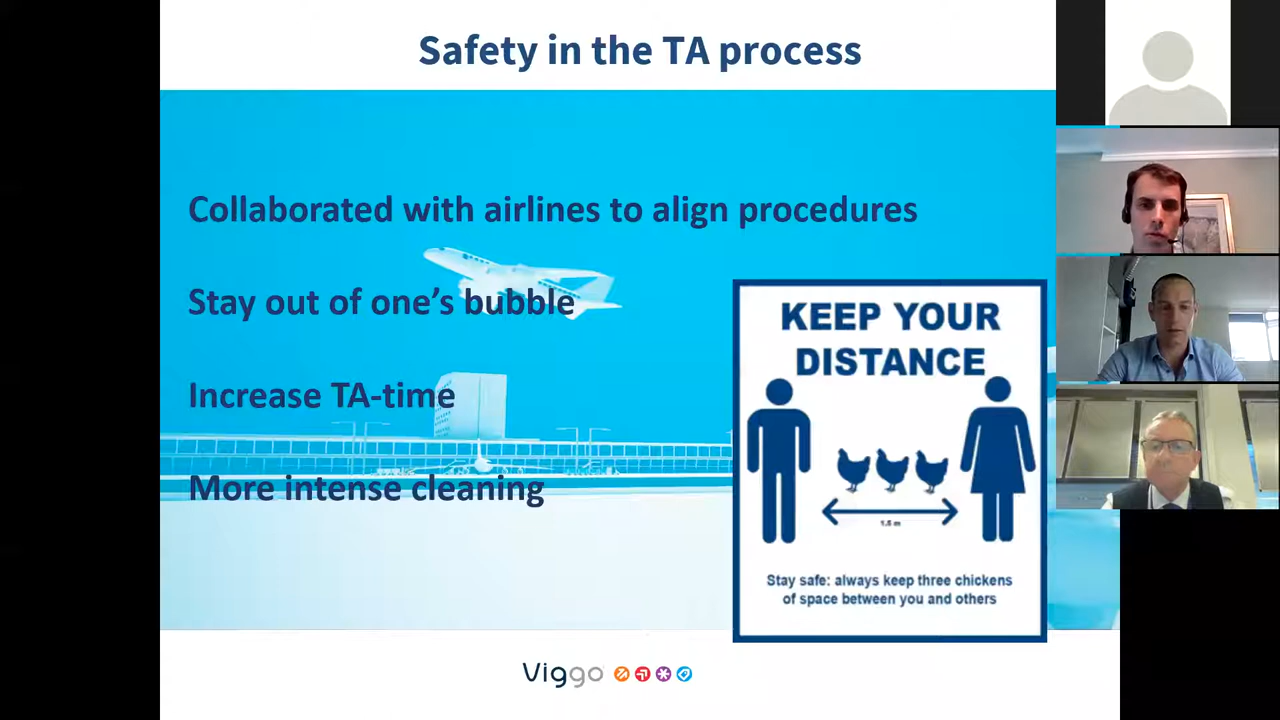 Safety in the TA process
Collaborated with airlines to align procedures
Stay out of one’s bubble
Increase TA-time
More intense cleaning
KEEP YOUR
DISTANCE
1.5 m
Stay safe: always keep three chickens
of space between you and others
Viggo